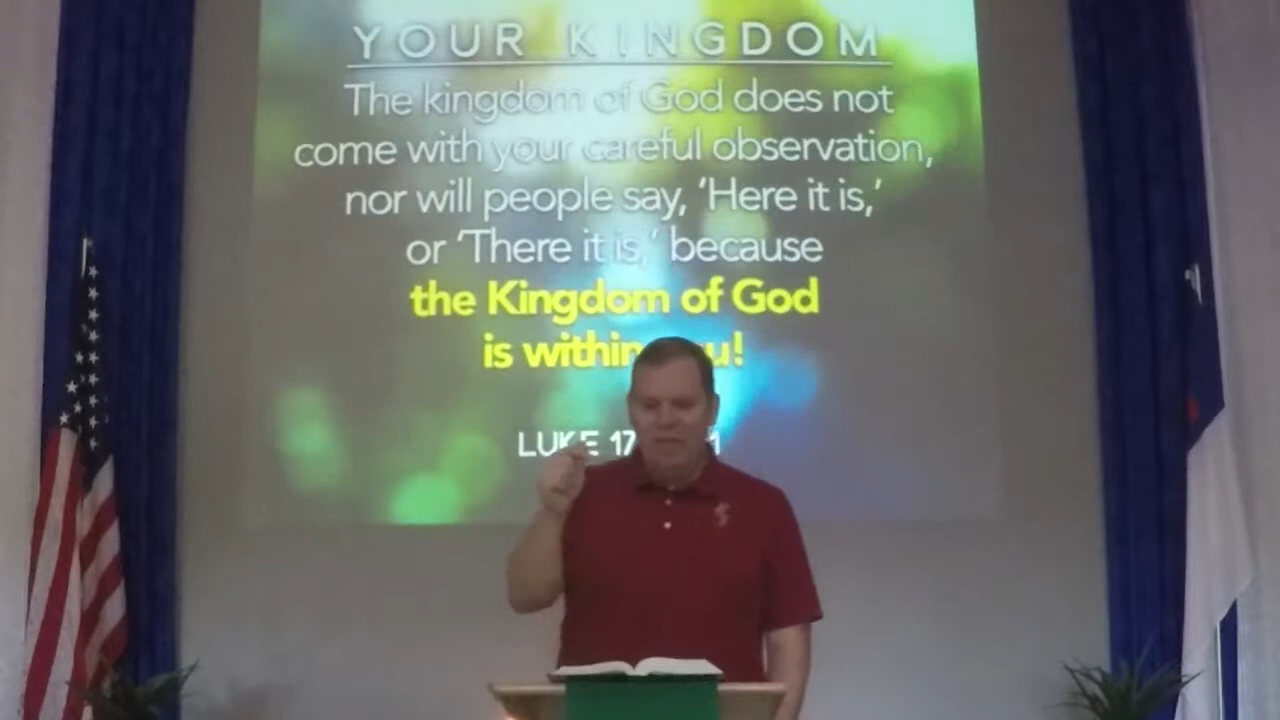 YOUR KINGDOM
The kingdom of God does not
come with your careful observation,
nor will people say, ‘Here it is,’
or ‘There it is,’ because
the Kingdom of God
is within you!
LUKE 17